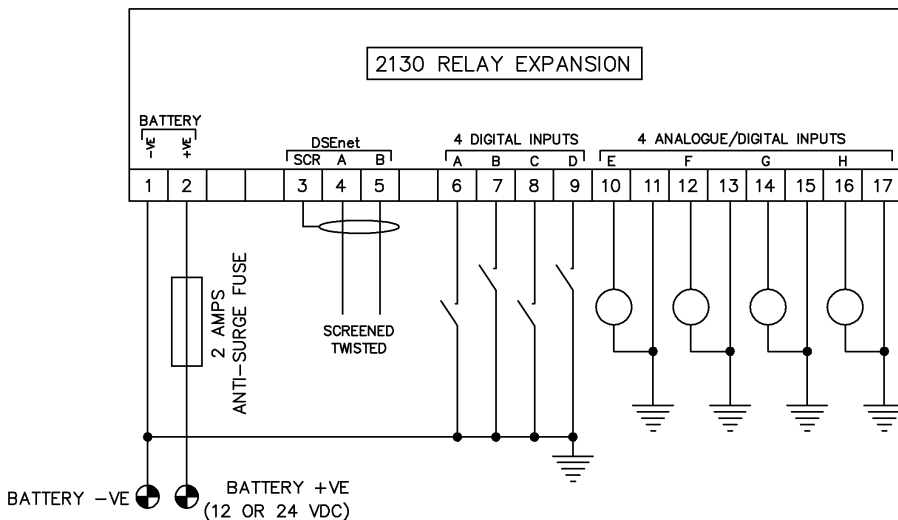 2130 RELAY EXPANSION
BATTERY
-VE +VE
DSEnet
SCR A B
4 DIGITAL INPUTS
A B C D
4 ANALOGUE/DIGITAL INPUTS
E F G H
1 2 3 4 5 6 7 8 9 10 11 12 13 14 15 16 17
2 AMPS
ANTI-SURGE FUSE
SCREENED
TWISTED
BATTERY -VE
BATTERY +VE
(12 OR 24 VDC)